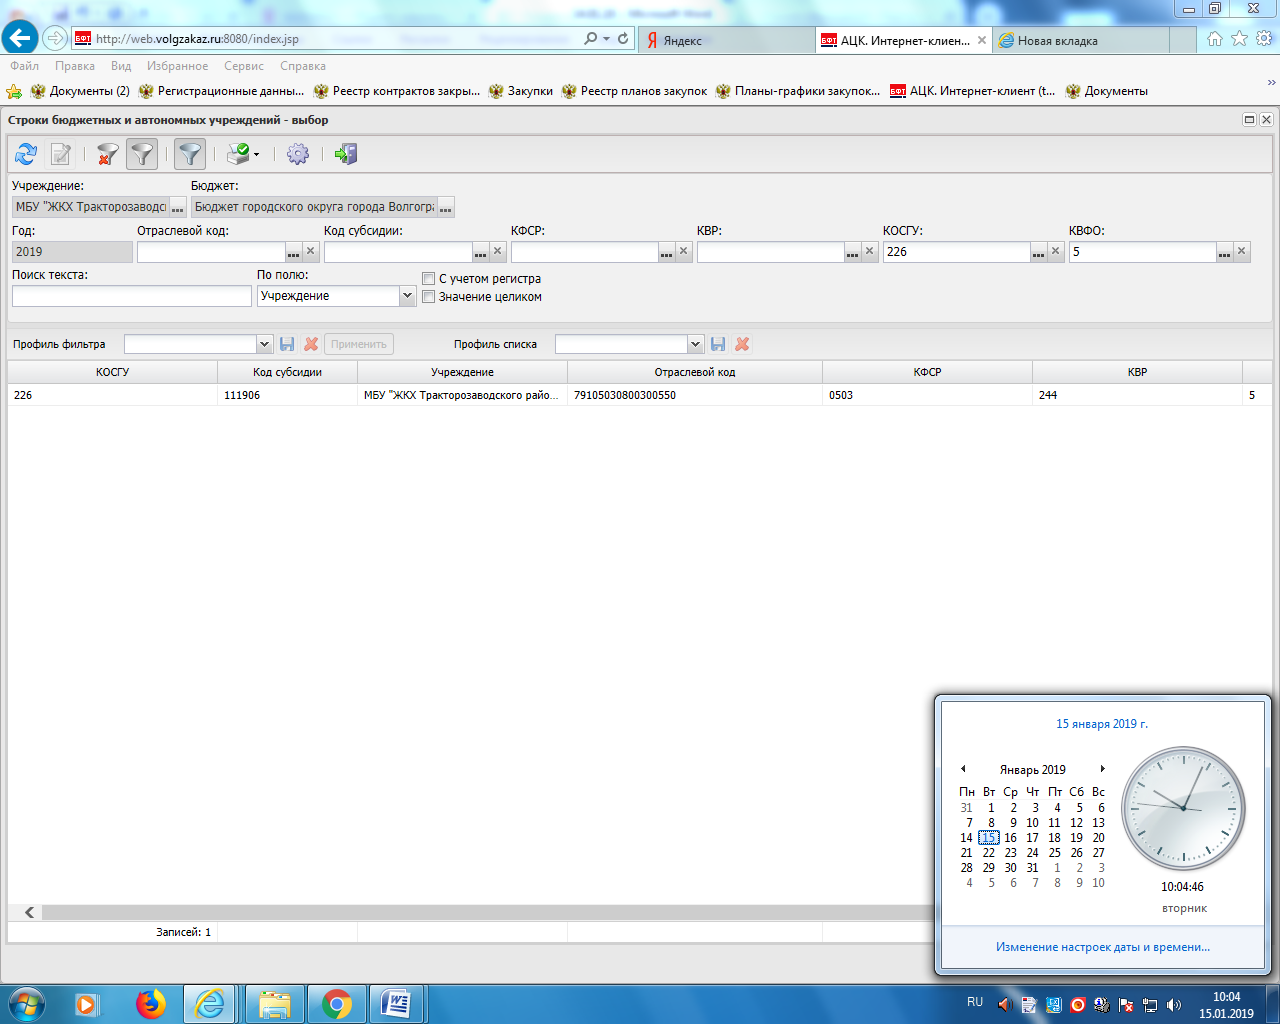 http://web.volgzakaz.ru:8080/index.jsp
Яндекс
БФТ АЦК. Интернет-клиен...
Новая вкладка
Файл Правка Вид Избранное Сервис Справка
Документы (2) Регистрационные данны... Реестр контрактов закры... Закупки Реестр планов закупок Планы-графики закупок... БФТ АЦК. Интернет-клиент (t... Документы
Строки бюджетных и автономных учреждений - выбор
Учреждение: Бюджет:
МБУ "ЖКХ Тракторозаводс ... Бюджет городского округа города Волгогра ...
Год: Отраслевой код: Код субсидии: КФСР: КВР: КОСГУ: КВФО:
2019 226 5
Поиск текста: По полю: С учетом регистра
Учреждение Значение целиком
Профиль фильтра Применить Профиль списка
КОСГУ Код субсидии Учреждение Отраслевой код КФСР КВР
226 111906 МБУ "ЖКХ Тракторозаводского райо... 79105030800300550 0503 244 5
15 января 2019 г.
Январь 2019
Пн Вт Ср Чт Пт Сб Вс
31 1 2 3 4 5 6
7 8 9 10 11 12 13
14 15 16 17 18 19 20
21 22 23 24 25 26 27
28 29 30 31 1 2 3
4 5 6 7 8 9 10
10:04:46
вторник
Изменение настроек даты и времени...
Записей: 1
RU
10:04
15.01.2019